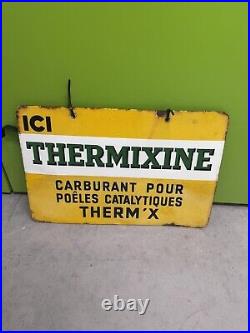 ICI
THERMIXINE
CARBURANT POUR
POÊLES CATALYTIQUES
THERM'X